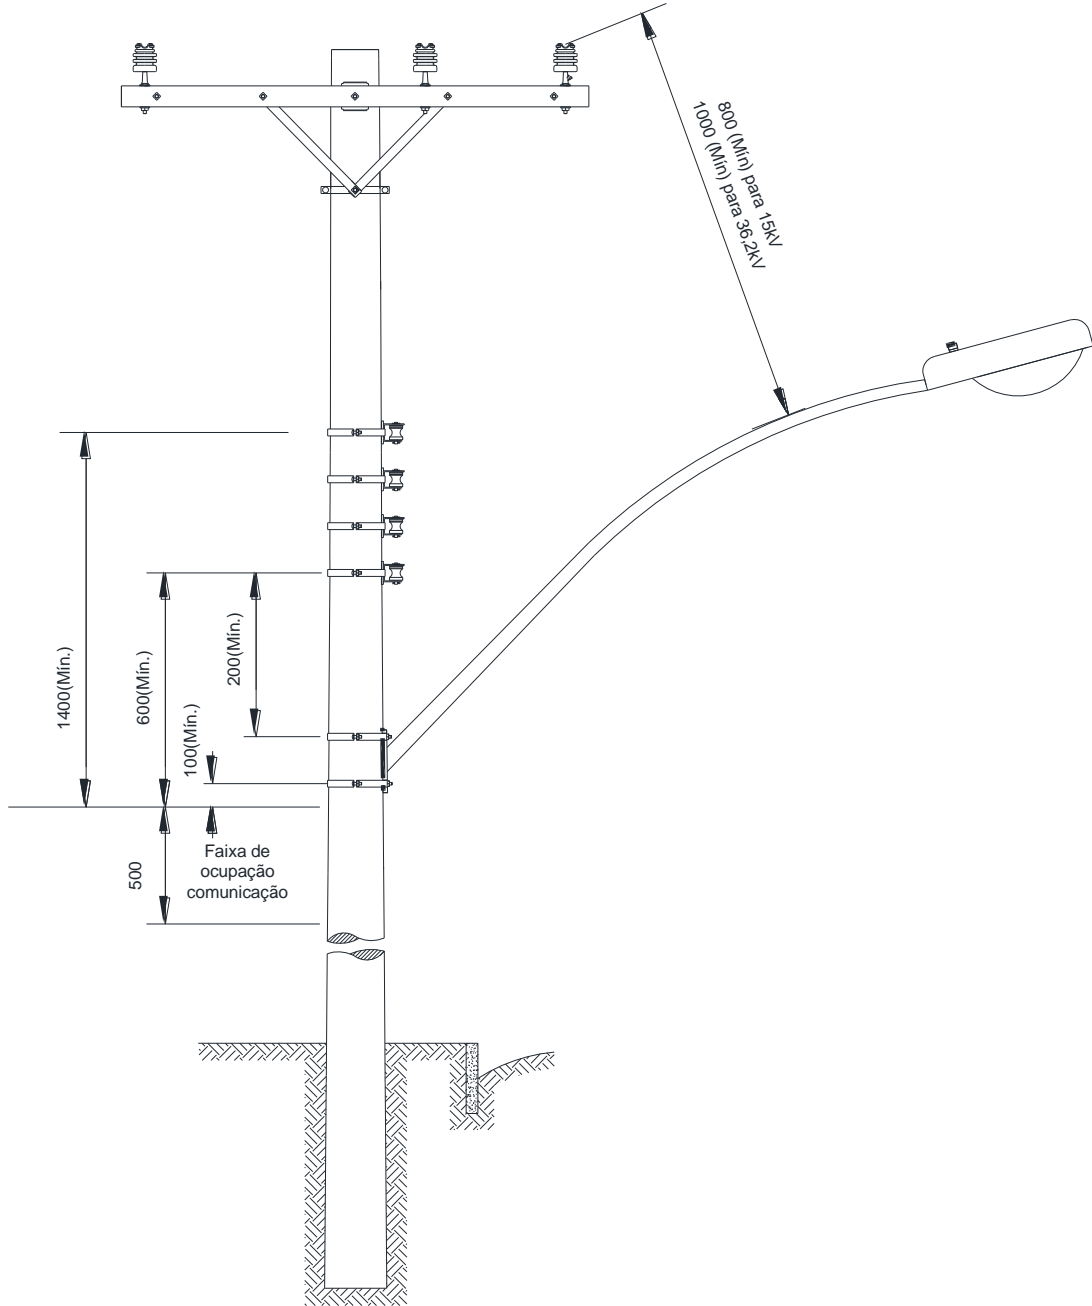 800 (Mín) para 15kV
1000 (Mín) para 36,2kV
1400(Mín.)
600(Mín.)
200(Mín.)
100(Mín.)
500
Faixa de
ocupação
comunicação